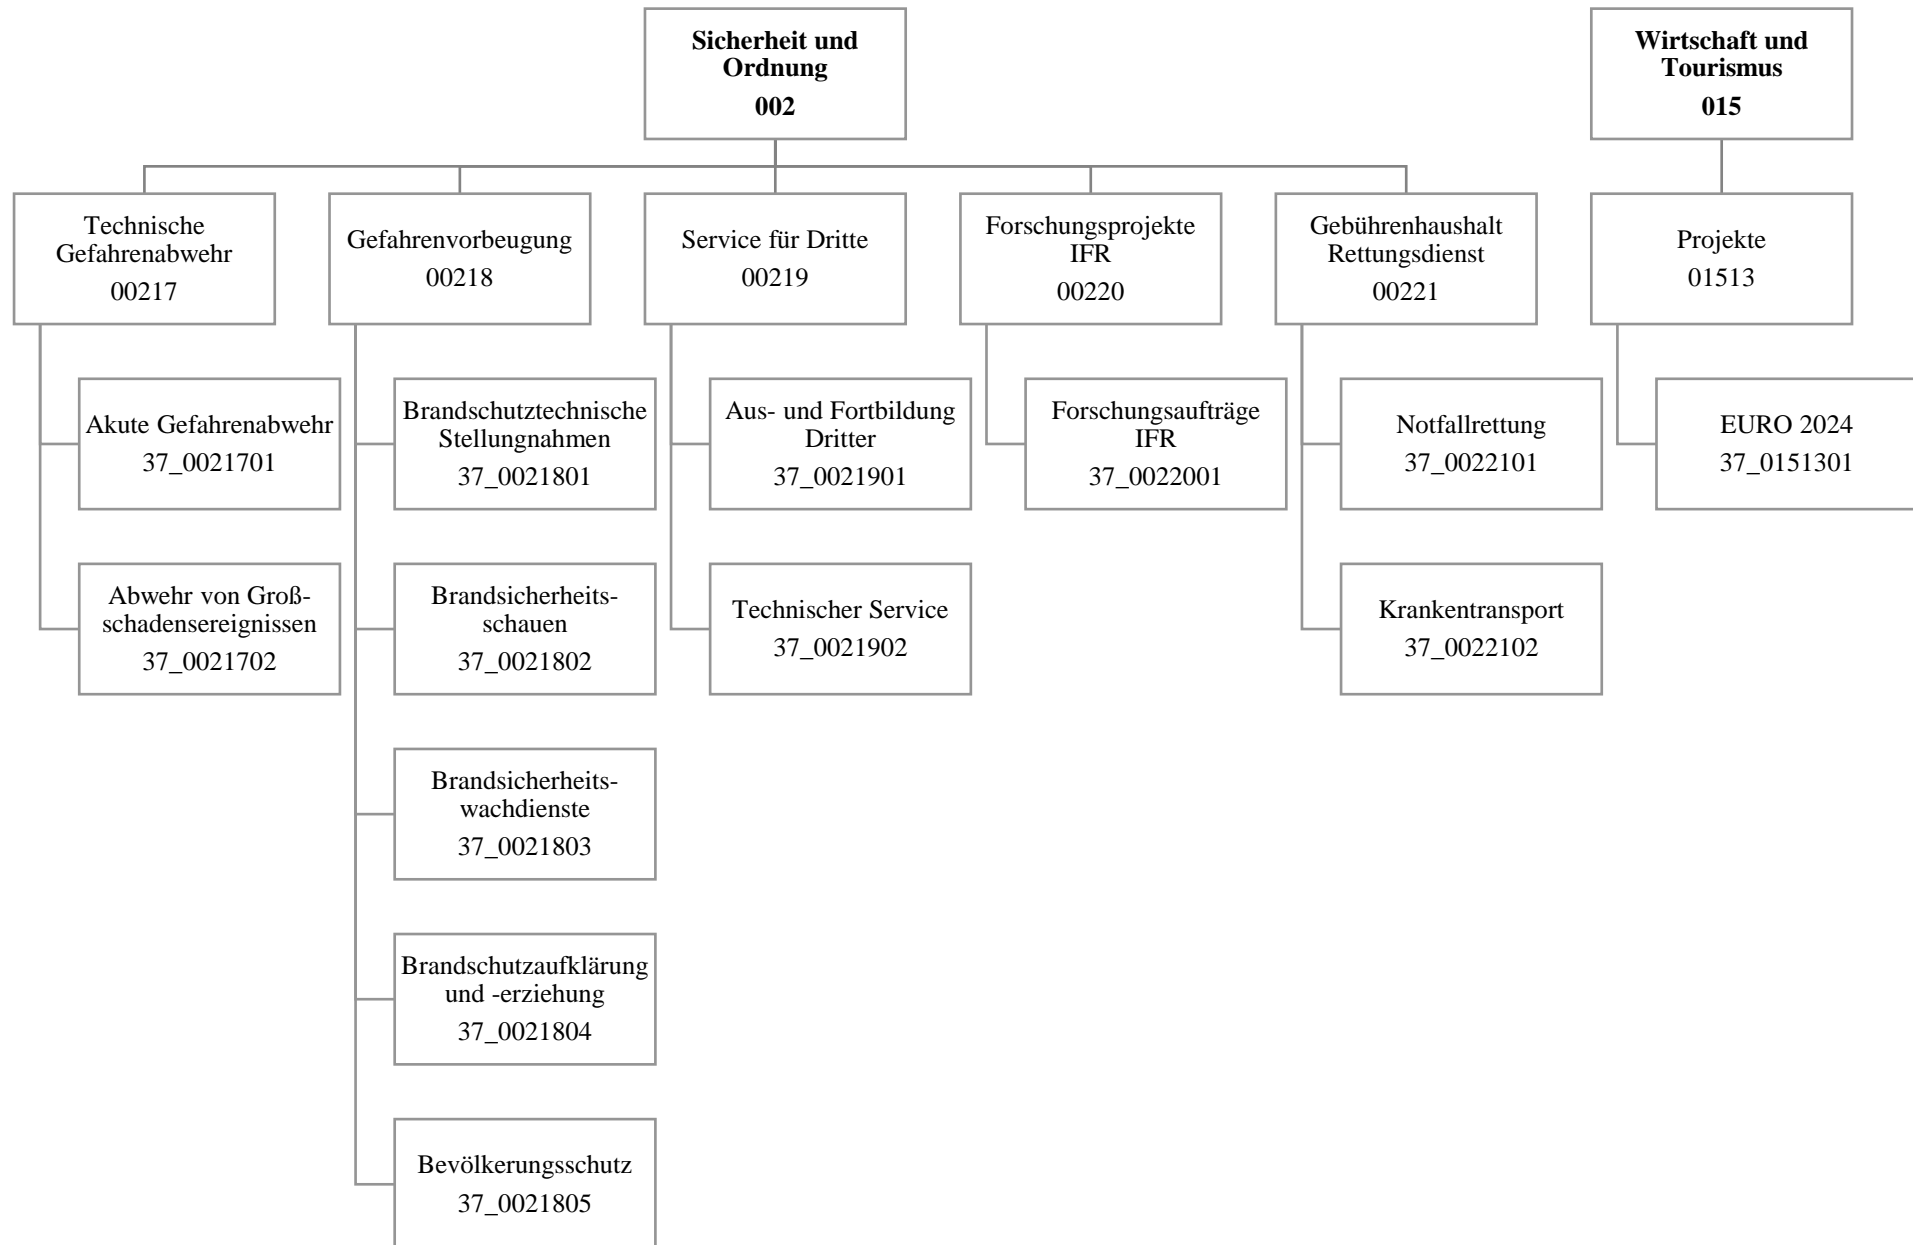 Sicherheit und
Ordnung
002
Wirtschaft und
Tourismus
015
Technische
Gefahrenabwehr
00217
Gefahrenvorbeugung
00218
Service für Dritte
00219
Forschungsprojekte
IFR
00220
Gebührenhaushalt
Rettungsdienst
00221
Projekte
01513
Akute Gefahrenabwehr
37_0021701
Brandschutztechnische
Stellungnahmen
37_0021801
Aus- und Fortbildung
Dritter
37_0021901
Forschungsaufträge
IFR
37_0022001
Notfallrettung
37_0022101
EURO 2024
37_0151301
Abwehr von Groß-
schadensereignissen
37_0021702
Brandsicherheits-
schauen
37_0021802
Technischer Service
37_0021902
Krankentransport
37_0022102
Brandsicherheits-
wachdienste
37_0021803
Brandschutzaufklärung
und -erziehung
37_0021804
Bevölkerungsschutz
37_0021805